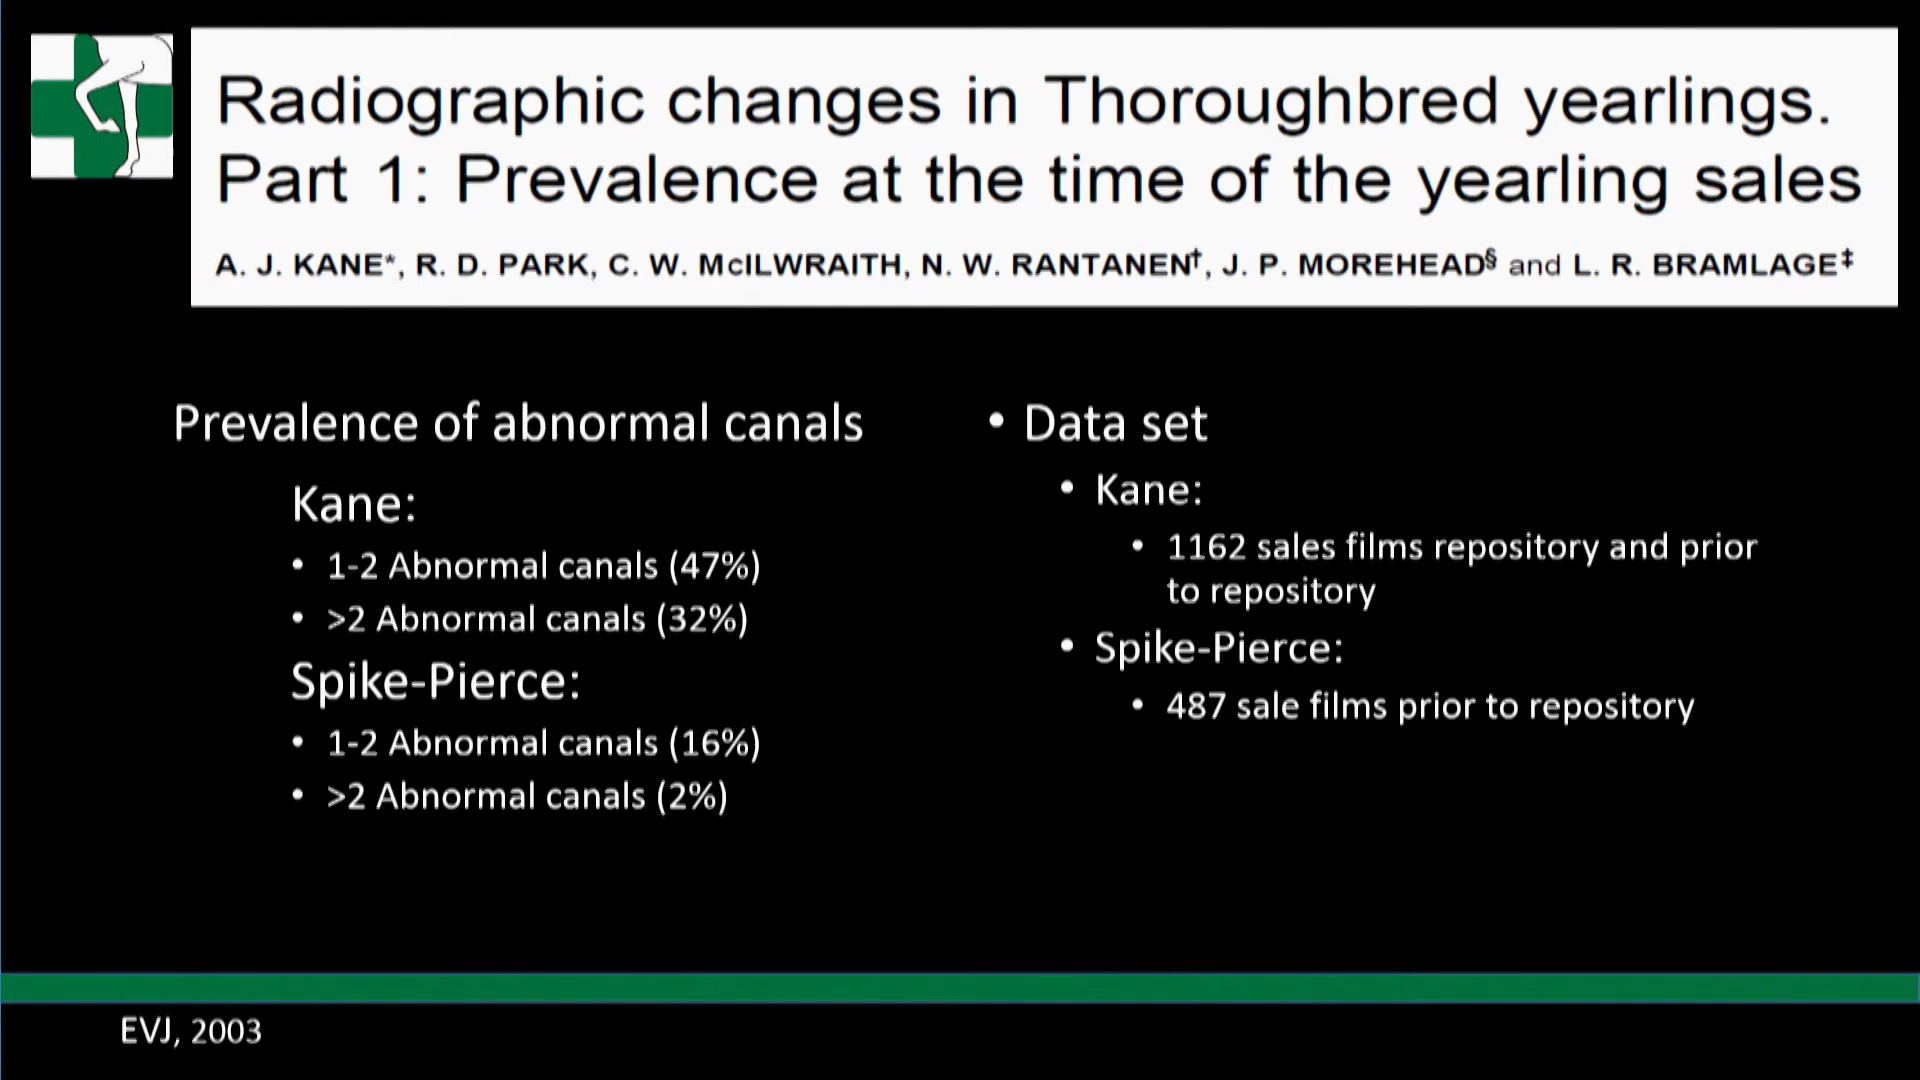 Radiographic changes in Thoroughbred yearlings.
Part 1: Prevalence at the time of the yearling sales
A. J. KANE*, R. D. PARK, C. W. McILWRAITH, N. W. RANTANEN†, J. P. MOREHEAD§ and L. R. BRAMLAGE‡
Prevalence of abnormal canals
Kane:
• 1-2 Abnormal canals (47%)
• >2 Abnormal canals (32%)
Spike-Pierce:
• 1-2 Abnormal canals (16%)
• >2 Abnormal canals (2%)
• Data set
• Kane:
• 1162 sales films repository and prior
to repository
• Spike-Pierce:
• 487 sale films prior to repository
EVJ, 2003